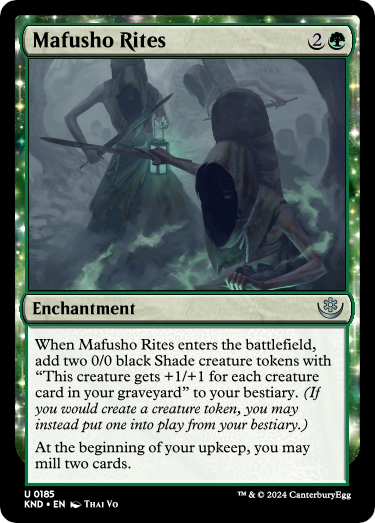 Mafusho Rites 2
Enchantment
When Mafusho Rites enters the battlefield,
add two 0/0 black Shade creature tokens with
“This creature gets +1/+1 for each creature
card in your graveyard” to your bestiary. (If
you would create a creature token, you may
instead put one into play from your bestiary.)
At the beginning of your upkeep, you may
mill two cards.
U 0185
KND • EN Thai Vo
™ & © 2024 CanterburyEgg